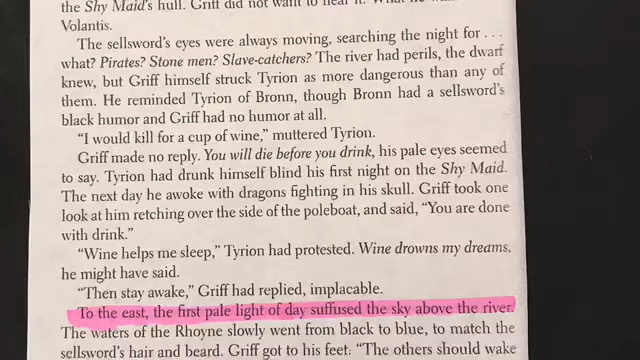 the Shy Maid's hull. Griff did not want to hear it.
Volantis.
The sellsword's eyes were always moving, searching the night for . . .
what? Pirates? Stone men? Slave-catchers? The river had perils, the dwarf
knew, but Griff himself struck Tyrion as more dangerous than any of
them. He reminded Tyrion of Bronn, though Bronn had a sellsword's
black humor and Griff had no humor at all.
“I would kill for a cup of wine,” muttered Tyrion.
Griff made no reply. You will die before you drink, his pale eyes seemed
to say. Tyrion had drunk himself blind his first night on the Shy Maid.
The next day he awoke with dragons fighting in his skull. Griff took one
look at him retching over the side of the poleboat, and said, “You are done
with drink.”
“Wine helps me sleep,” Tyrion had protested. Wine drowns my dreams,
he might have said.
“Then stay awake,” Griff had replied, implacable.
To the east, the first pale light of day suffused the sky above the river.
The waters of the Rhoyne slowly went from black to blue, to match the
sellsword's hair and beard. Griff got to his feet. “The others should wake